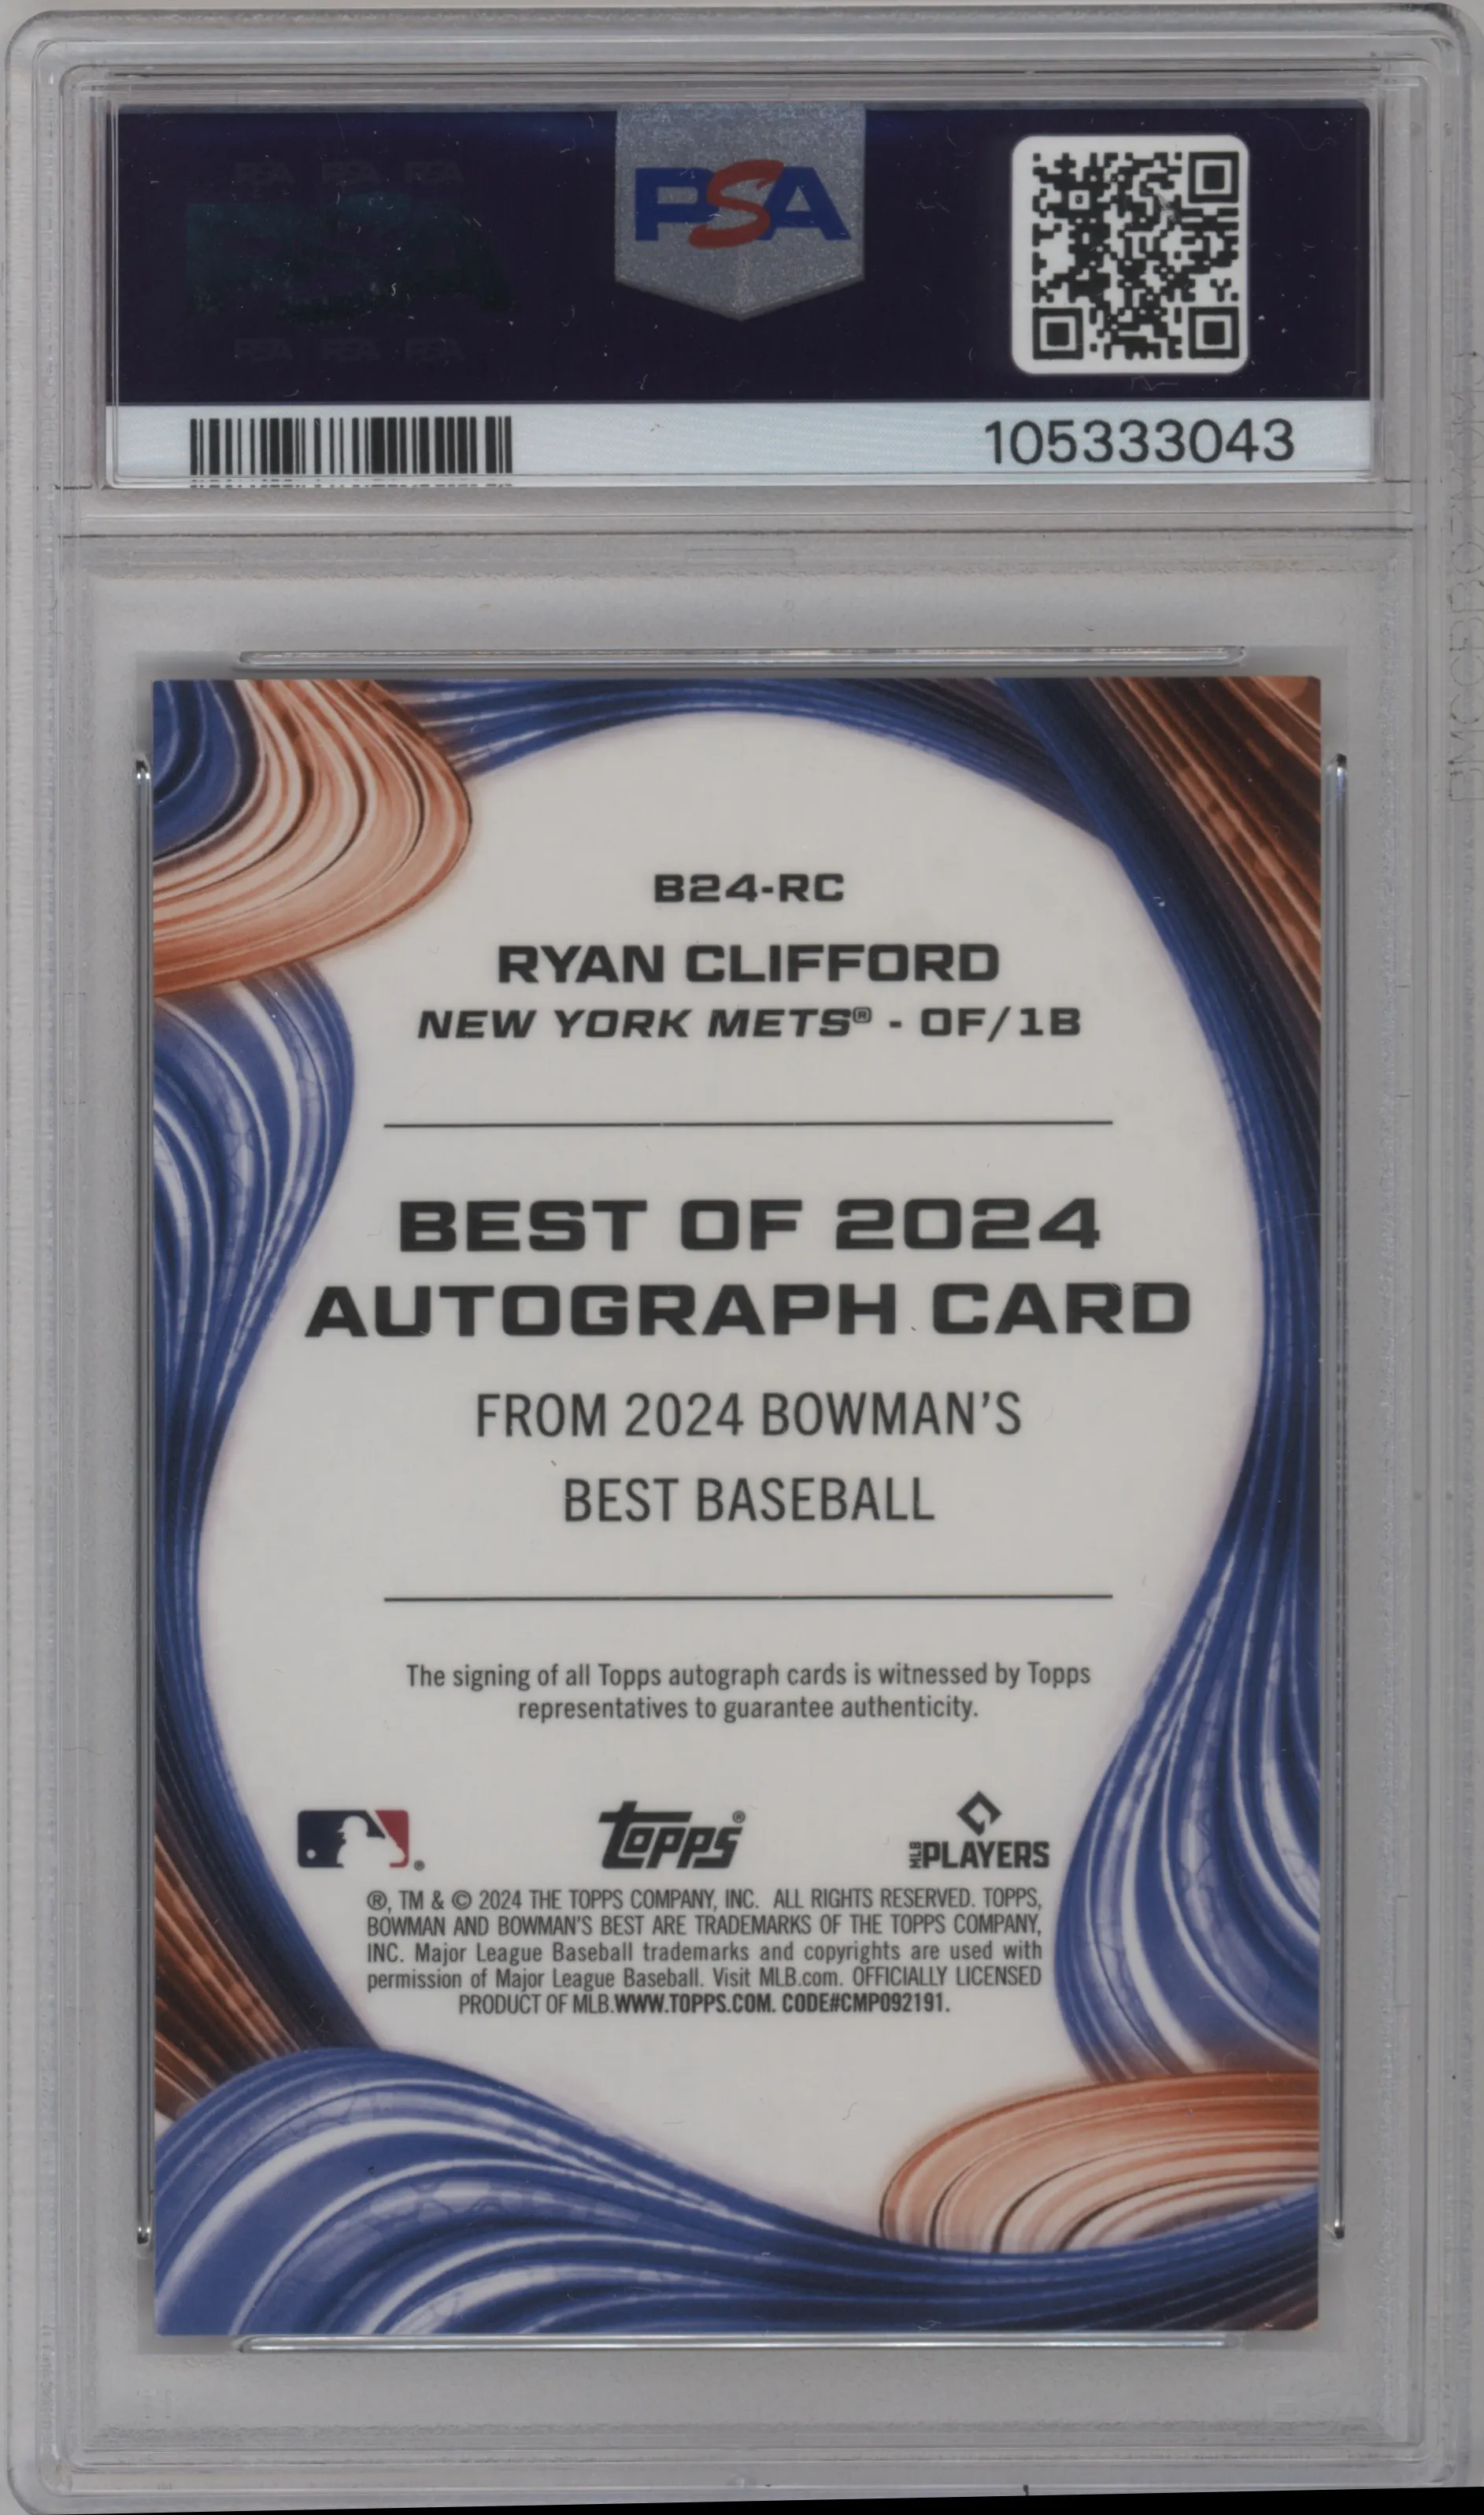 PSA
105333043
B24-RC
RYAN CLIFFORD
NEW YORK METS® - OF/1B
BEST OF 2024
AUTOGRAPH CARD
FROM 2024 BOWMAN'S
BEST BASEBALL
The signing of all Topps autograph cards is witnessed by Topps
representatives to guarantee authenticity.
®
Topps®
MLB PLAYERS
®, TM & © 2024 THE TOPPS COMPANY, INC. ALL RIGHTS RESERVED. TOPPS,
BOWMAN AND BOWMAN'S BEST ARE TRADEMARKS OF THE TOPPS COMPANY,
INC. Major League Baseball trademarks and copyrights are used with
permission of Major League Baseball. Visit MLB.com. OFFICIALLY LICENSED
PRODUCT OF MLB.WWW.TOPPS.COM. CODE#CMP092191.